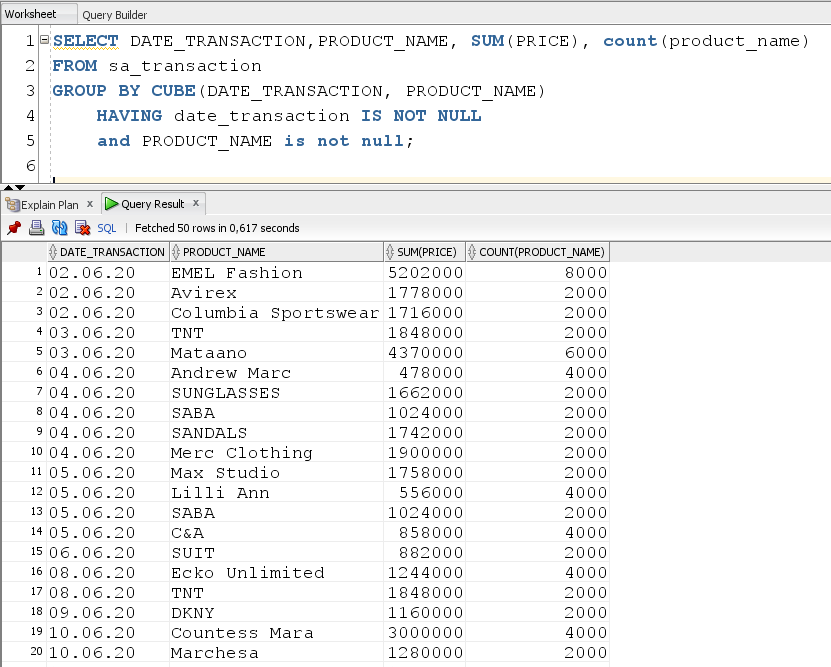 Worksheet Query Builder
1 SELECT DATE_TRANSACTION,PRODUCT_NAME, SUM(PRICE), count(product_name)
2 FROM sa_transaction
3 GROUP BY CUBE(DATE_TRANSACTION, PRODUCT_NAME)
4 HAVING date_transaction IS NOT NULL
5 and PRODUCT_NAME is not null;
6
Explain Plan x Query Result x
SQL | Fetched 50 rows in 0,617 seconds
DATE_TRANSACTION PRODUCT_NAME SUM(PRICE) COUNT(PRODUCT_NAME)
1 02.06.20 EMEL Fashion 5202000 8000
2 02.06.20 Avirex 1778000 2000
3 02.06.20 Columbia Sportswear 1716000 2000
4 03.06.20 TNT 1848000 2000
5 03.06.20 Mataano 4370000 6000
6 04.06.20 Andrew Marc 478000 4000
7 04.06.20 SUNGLASSES 1662000 2000
8 04.06.20 SABA 1024000 2000
9 04.06.20 SANDALS 1742000 2000
10 04.06.20 Merc Clothing 1900000 2000
11 05.06.20 Max Studio 1758000 2000
12 05.06.20 Lilli Ann 556000 4000
13 05.06.20 SABA 1024000 2000
14 05.06.20 C&A 858000 4000
15 06.06.20 SUIT 882000 2000
16 08.06.20 Ecko Unlimited 1244000 4000
17 08.06.20 TNT 1848000 2000
18 09.06.20 DKNY 1160000 2000
19 10.06.20 Countess Mara 3000000 4000
20 10.06.20 Marchesa 1280000 2000